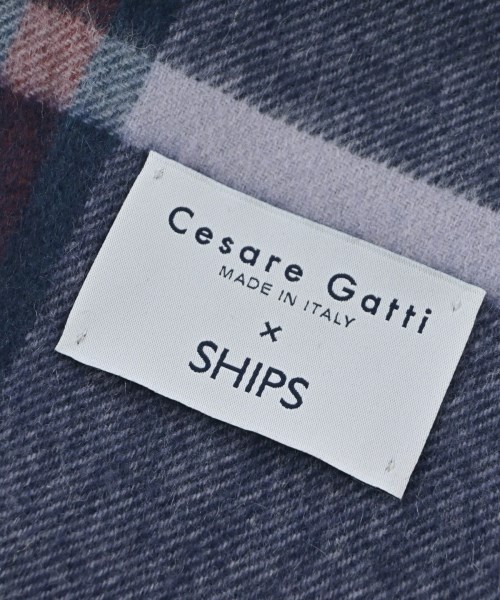 Cesare Gatti
MADE IN ITALY
×
SHIPS